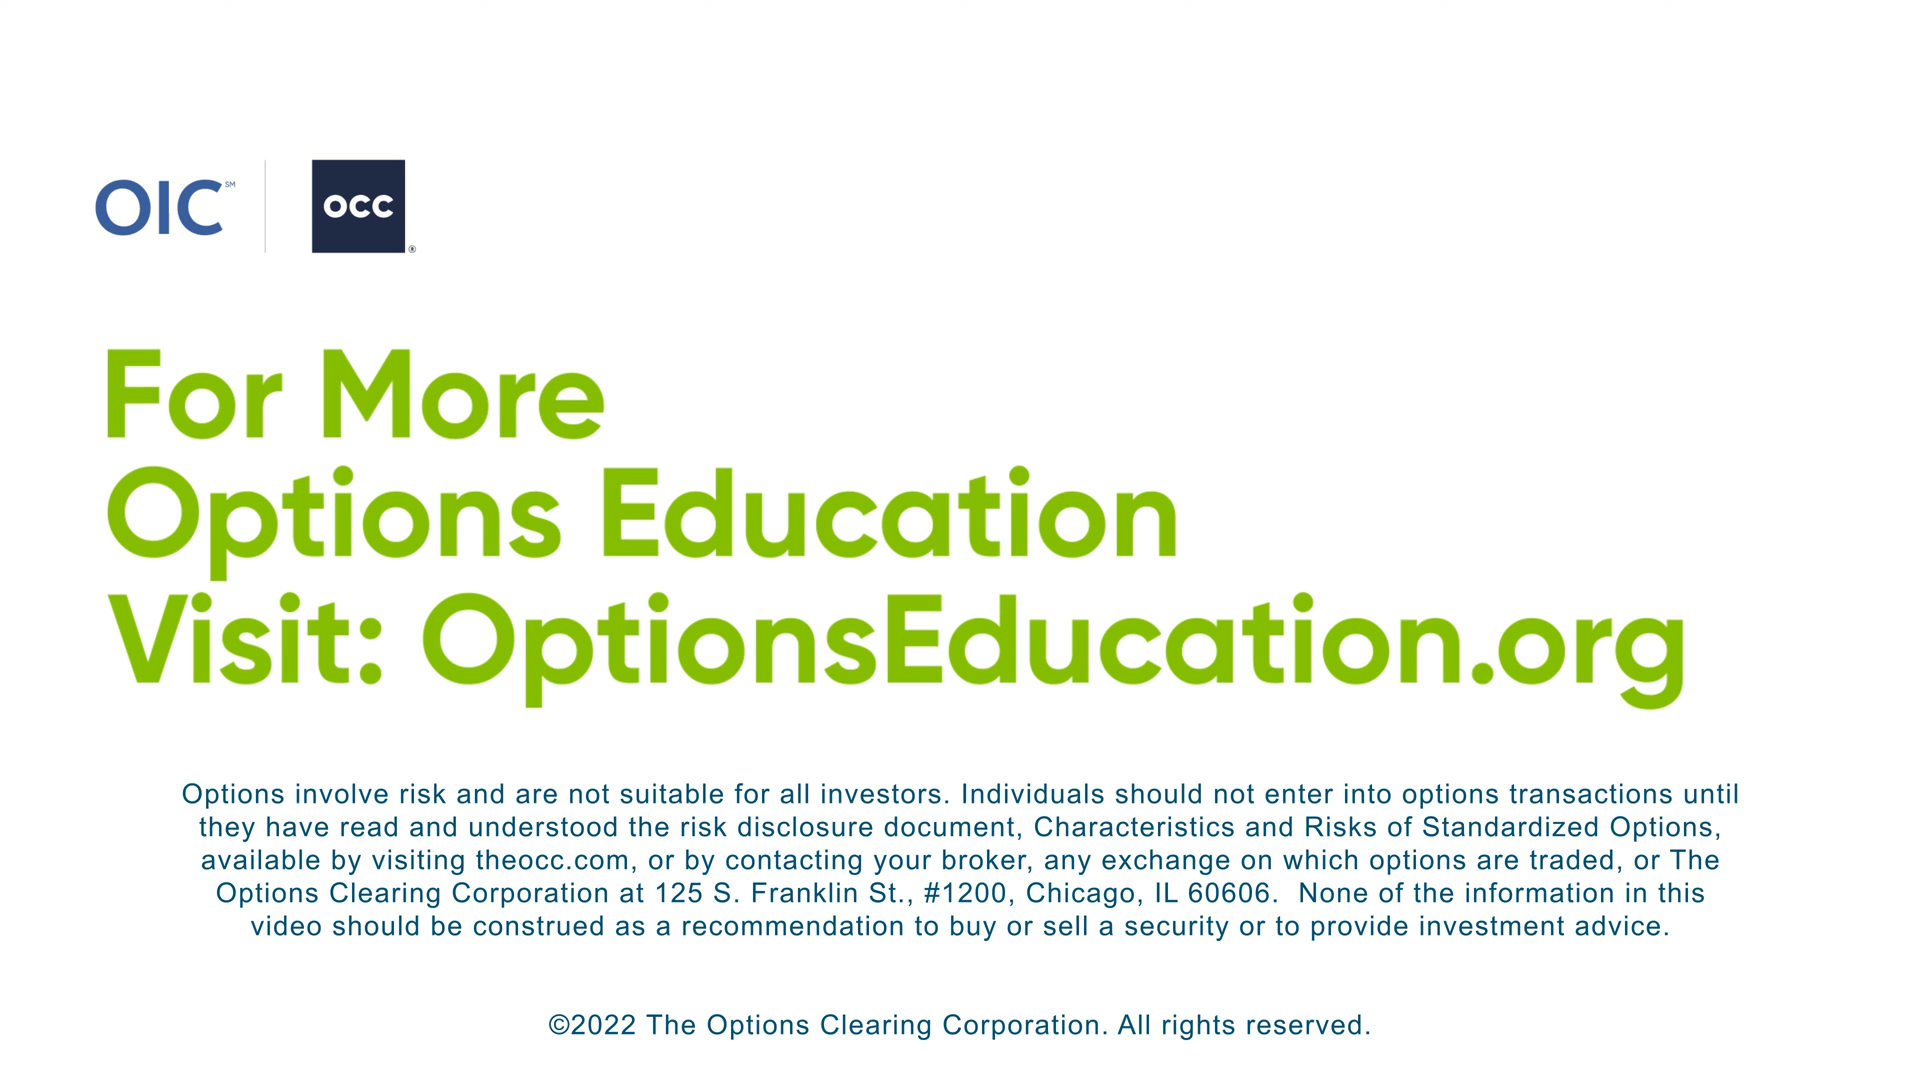 OIC℠
OCC®
For More
Options Education
Visit: OptionsEducation.org
Options involve risk and are not suitable for all investors. Individuals should not enter into options transactions until
they have read and understood the risk disclosure document, Characteristics and Risks of Standardized Options,
available by visiting theocc.com, or by contacting your broker, any exchange on which options are traded, or The
Options Clearing Corporation at 125 S. Franklin St., #1200, Chicago, IL 60606.  None of the information in this
video should be construed as a recommendation to buy or sell a security or to provide investment advice.
©2022 The Options Clearing Corporation. All rights reserved.